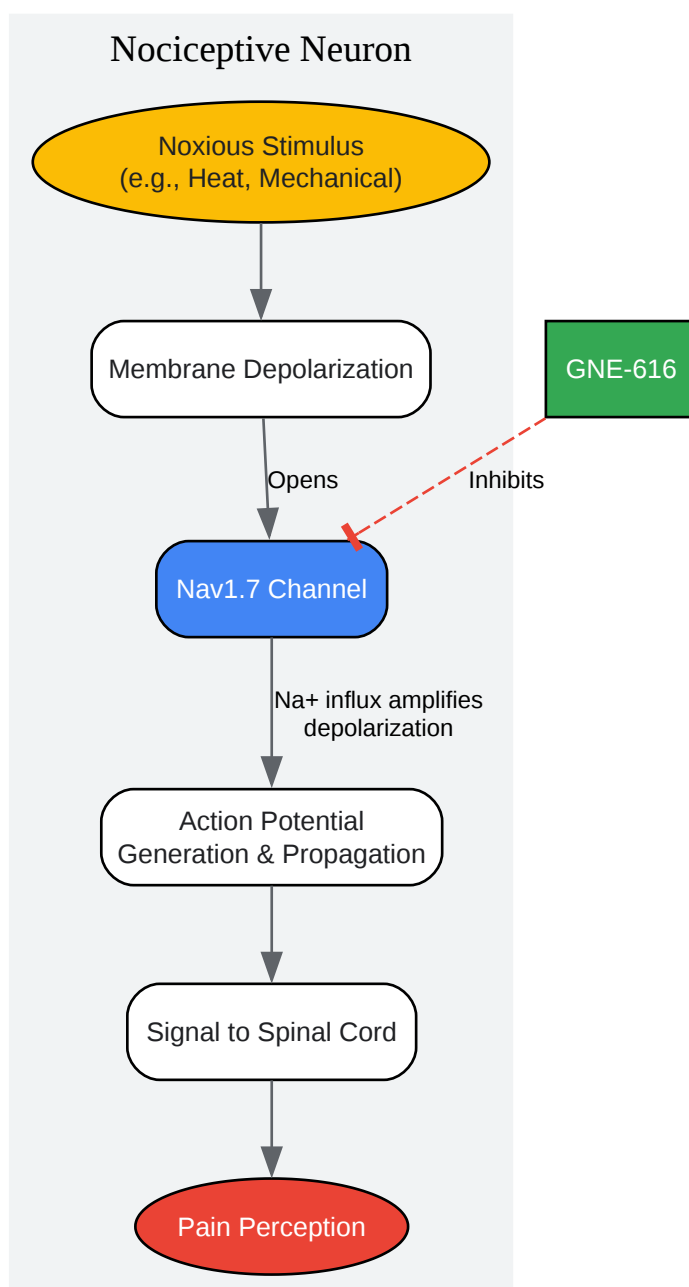 Nociceptive Neuron
Noxious Stimulus
(e.g., Heat, Mechanical)
Membrane Depolarization
GNE-616
Opens
Inhibits
Nav1.7 Channel
Na+ influx amplifies
depolarization
Action Potential
Generation & Propagation
Signal to Spinal Cord
Pain Perception